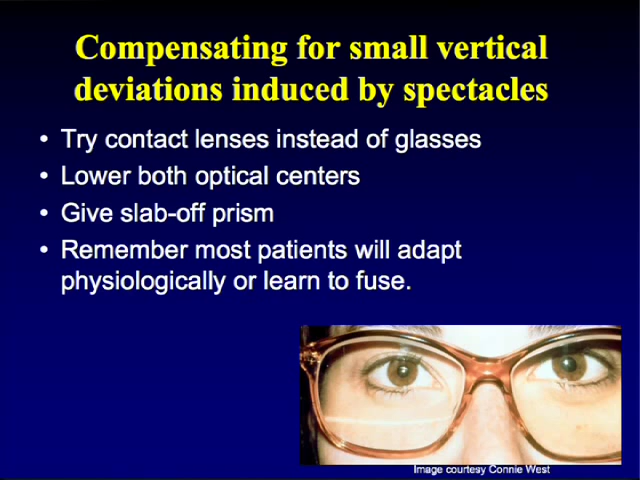 Compensating for small vertical
deviations induced by spectacles
• Try contact lenses instead of glasses
• Lower both optical centers
• Give slab-off prism
• Remember most patients will adapt
physiologically or learn to fuse.
Image courtesy Connie West